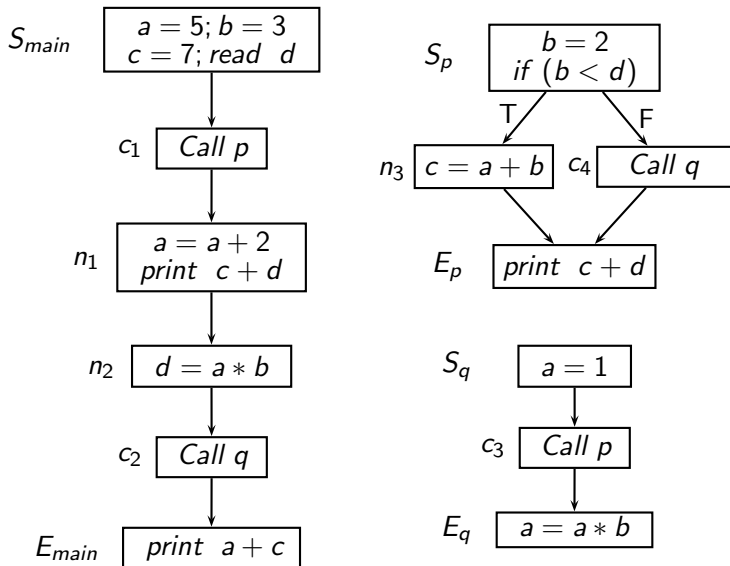 S_main
a = 5; b = 3
c = 7; read d
c_1
Call p
n_1
a = a + 2
print c + d
n_2
d = a ∗ b
c_2
Call q
E_main
print a + c
S_p
b = 2
if (b < d)
T
F
n_3
c = a + b
c_4
Call q
E_p
print c + d
S_q
a = 1
c_3
Call p
E_q
a = a ∗ b